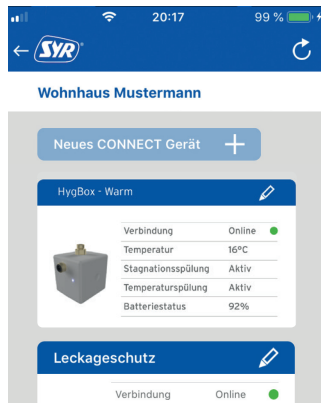 20:17
99 %
SYR
Wohnhaus Mustermann
Neues CONNECT Gerät
HygBox - Warm
Verbindung Online
Temperatur 16°C
Stagnationsspülung Aktiv
Temperaturspülung Aktiv
Batteriestatus 92%
Leckageschutz
Verbindung Online